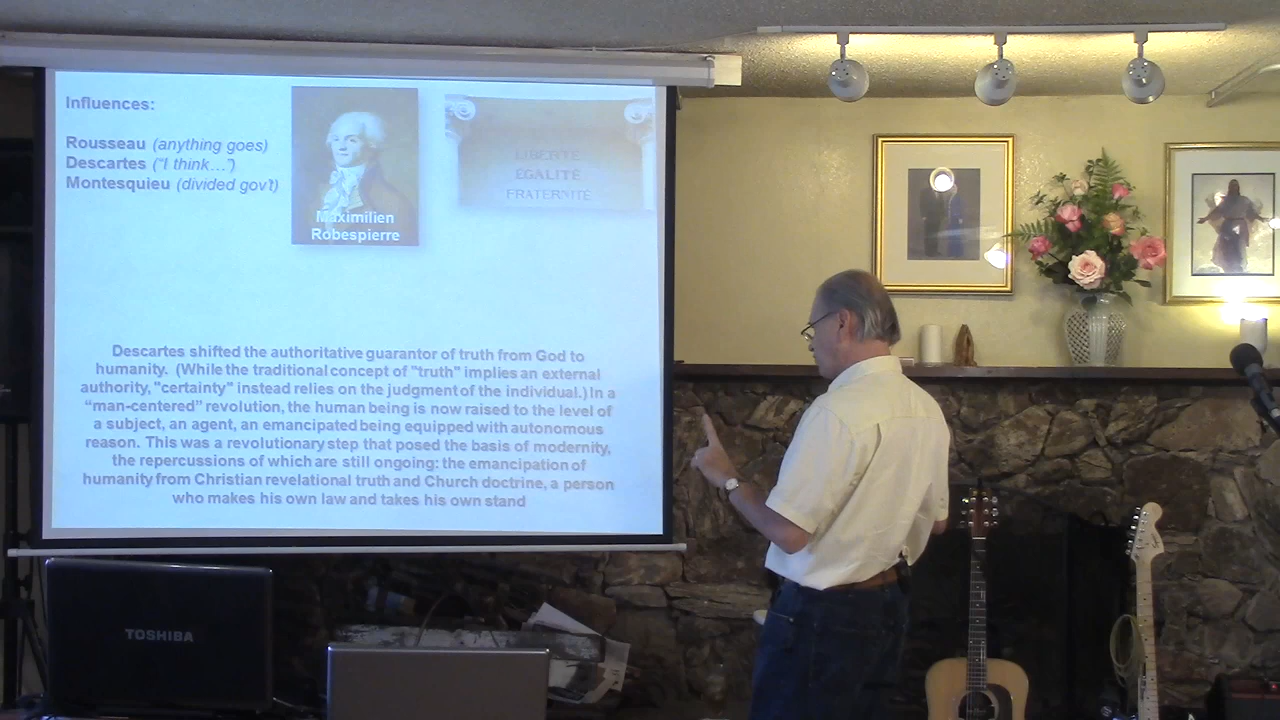 Influences:
Rousseau (anything goes)
Descartes ("I think…")
Montesquieu (divided gov't)
Maximilien
Robespierre
LIBERTÉ
EGALITÉ
FRATERNITÉ
Descartes shifted the authoritative guarantor of truth from God to
humanity. (While the traditional concept of "truth" implies an external
authority, "certainty" instead relies on the judgment of the individual.) In a
“man-centered” revolution, the human being is now raised to the level of
a subject, an agent, an emancipated being equipped with autonomous
reason. This was a revolutionary step that posed the basis of modernity,
the repercussions of which are still ongoing: the emancipation of
humanity from Christian revelational truth and Church doctrine, a person
who makes his own law and takes his own stand
TOSHIBA